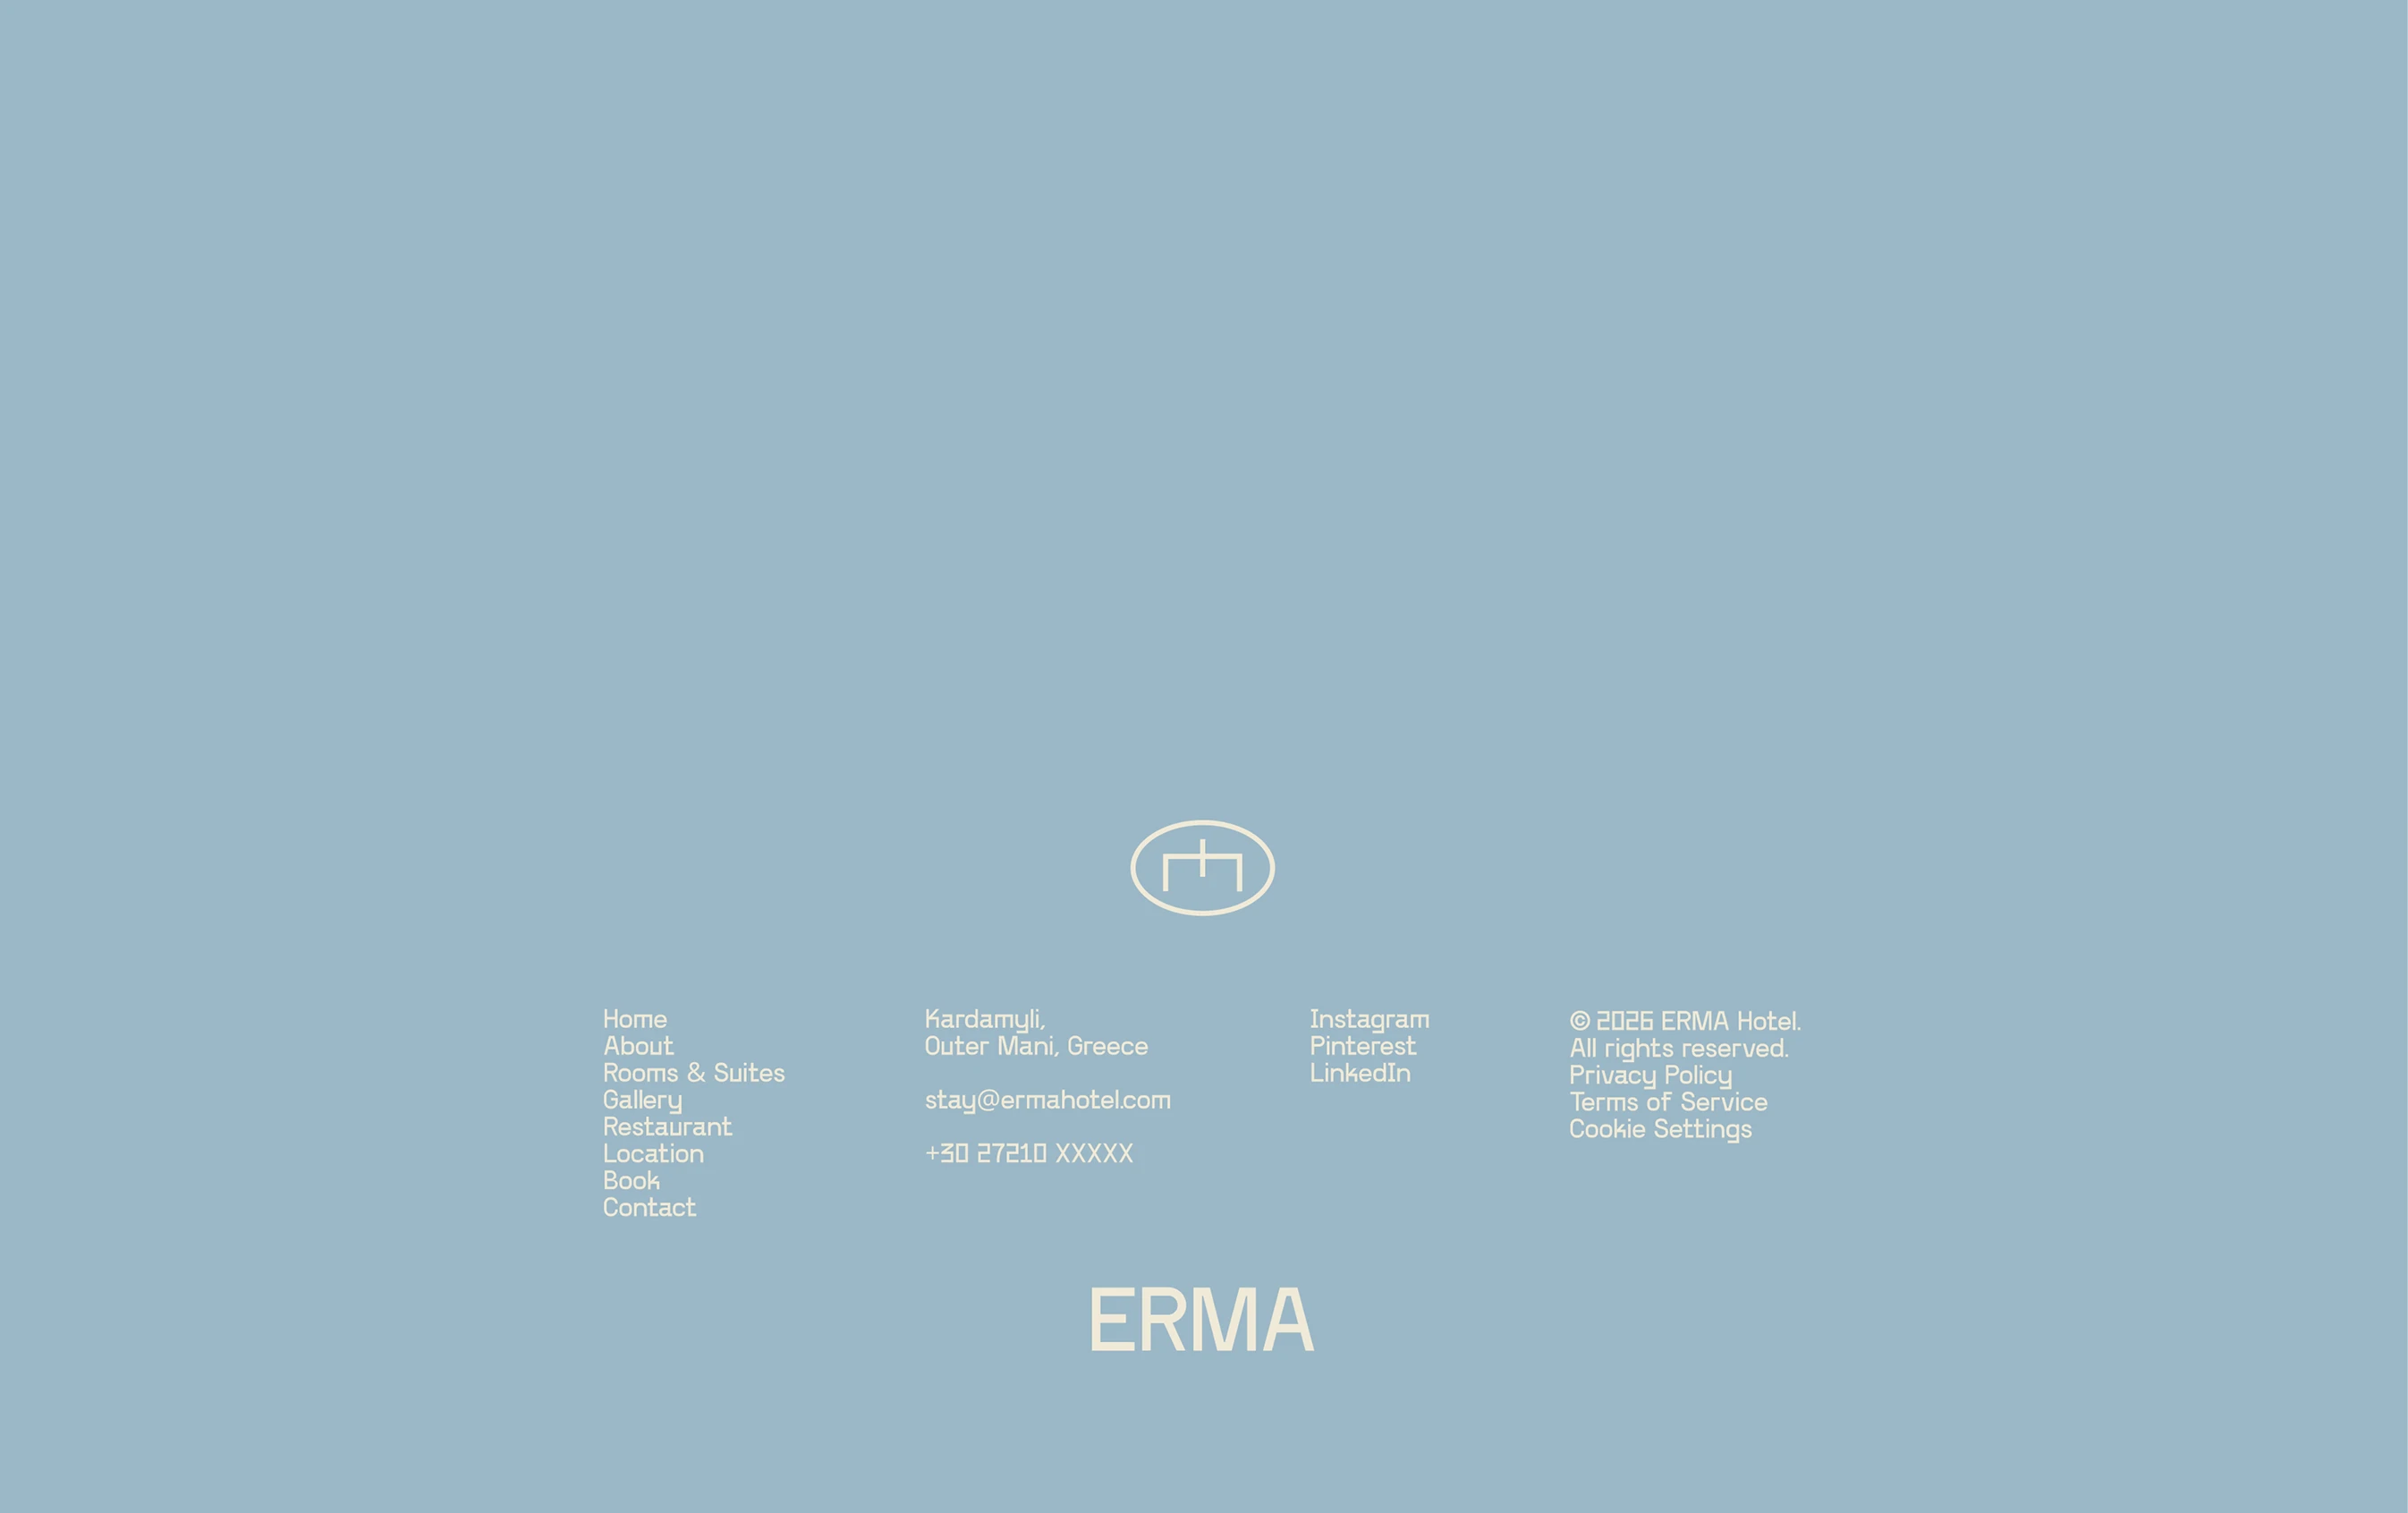 Home
About
Rooms & Suites
Gallery
Restaurant
Location
Book
Contact
Kardamyli,
Outer Mani, Greece
stay@ermahotel.com
+30 27210 XXXXX
Instagram
Pinterest
LinkedIn
© 2026 ERMA Hotel.
All rights reserved.
Privacy Policy
Terms of Service
Cookie Settings
ERMA